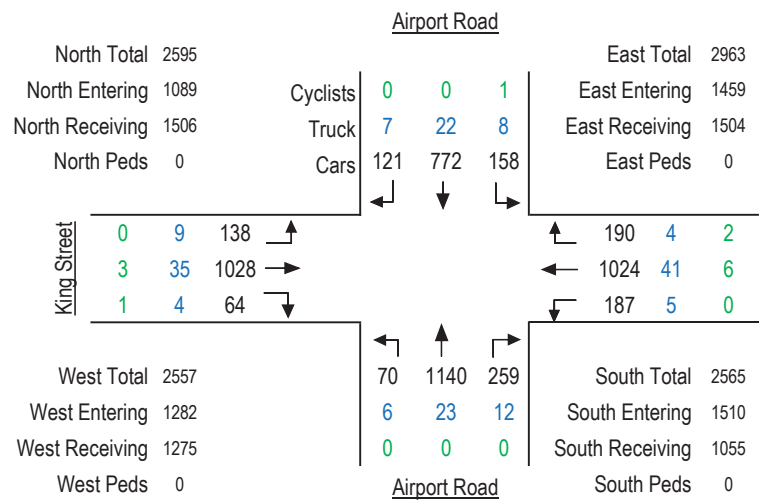 Airport Road
North Total 2595
East Total 2963
North Entering 1089
Cyclists 0 0 1
East Entering 1459
North Receiving 1506
Truck 7 22 8
East Receiving 1504
North Peds 0
Cars 121 772 158
East Peds 0
King Street
0 9 138
190 4 2
3 35 1028
1024 41 6
1 4 64
187 5 0
West Total 2557
70 1140 259
South Total 2565
West Entering 1282
6 23 12
South Entering 1510
West Receiving 1275
0 0 0
South Receiving 1055
West Peds 0
Airport Road
South Peds 0